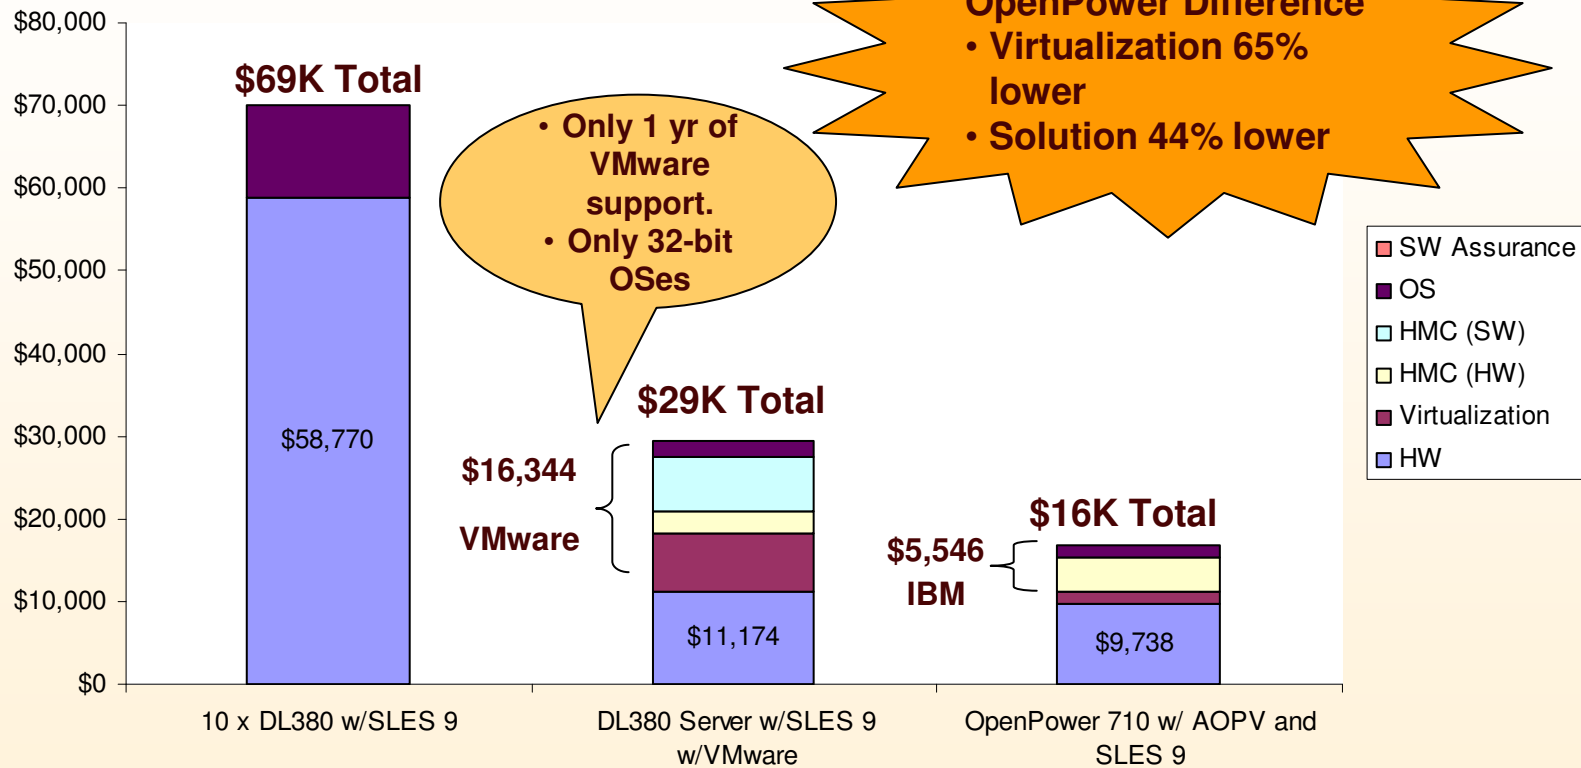 OpenPower Difference
• Virtualization 65%
lower
• Solution 44% lower
$80,000
$70,000
$60,000
$50,000
$40,000
$30,000
$20,000
$10,000
$0
$69K Total
• Only 1 yr of
VMware
support.
• Only 32-bit
OSes
$29K Total
$16,344
VMware
$16K Total
$5,546
IBM
$58,770
$11,174
$9,738
10 x DL380 w/SLES 9
DL380 Server w/SLES 9
w/VMware
OpenPower 710 w/ AOPV and
SLES 9
SW Assurance
OS
HMC (SW)
HMC (HW)
Virtualization
HW